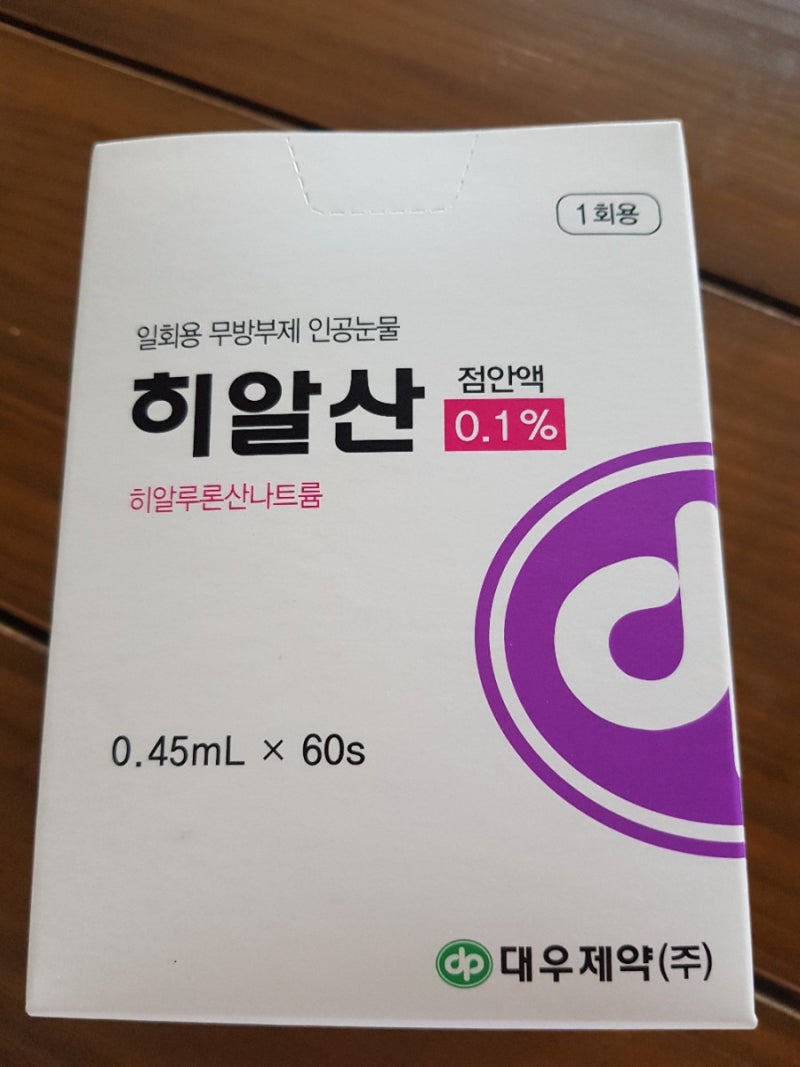 1회용
일회용 무방부제 인공눈물
히알산 점안액
0.1%
히알루론산나트륨
0.45mL × 60s
dp 대우제약(주)